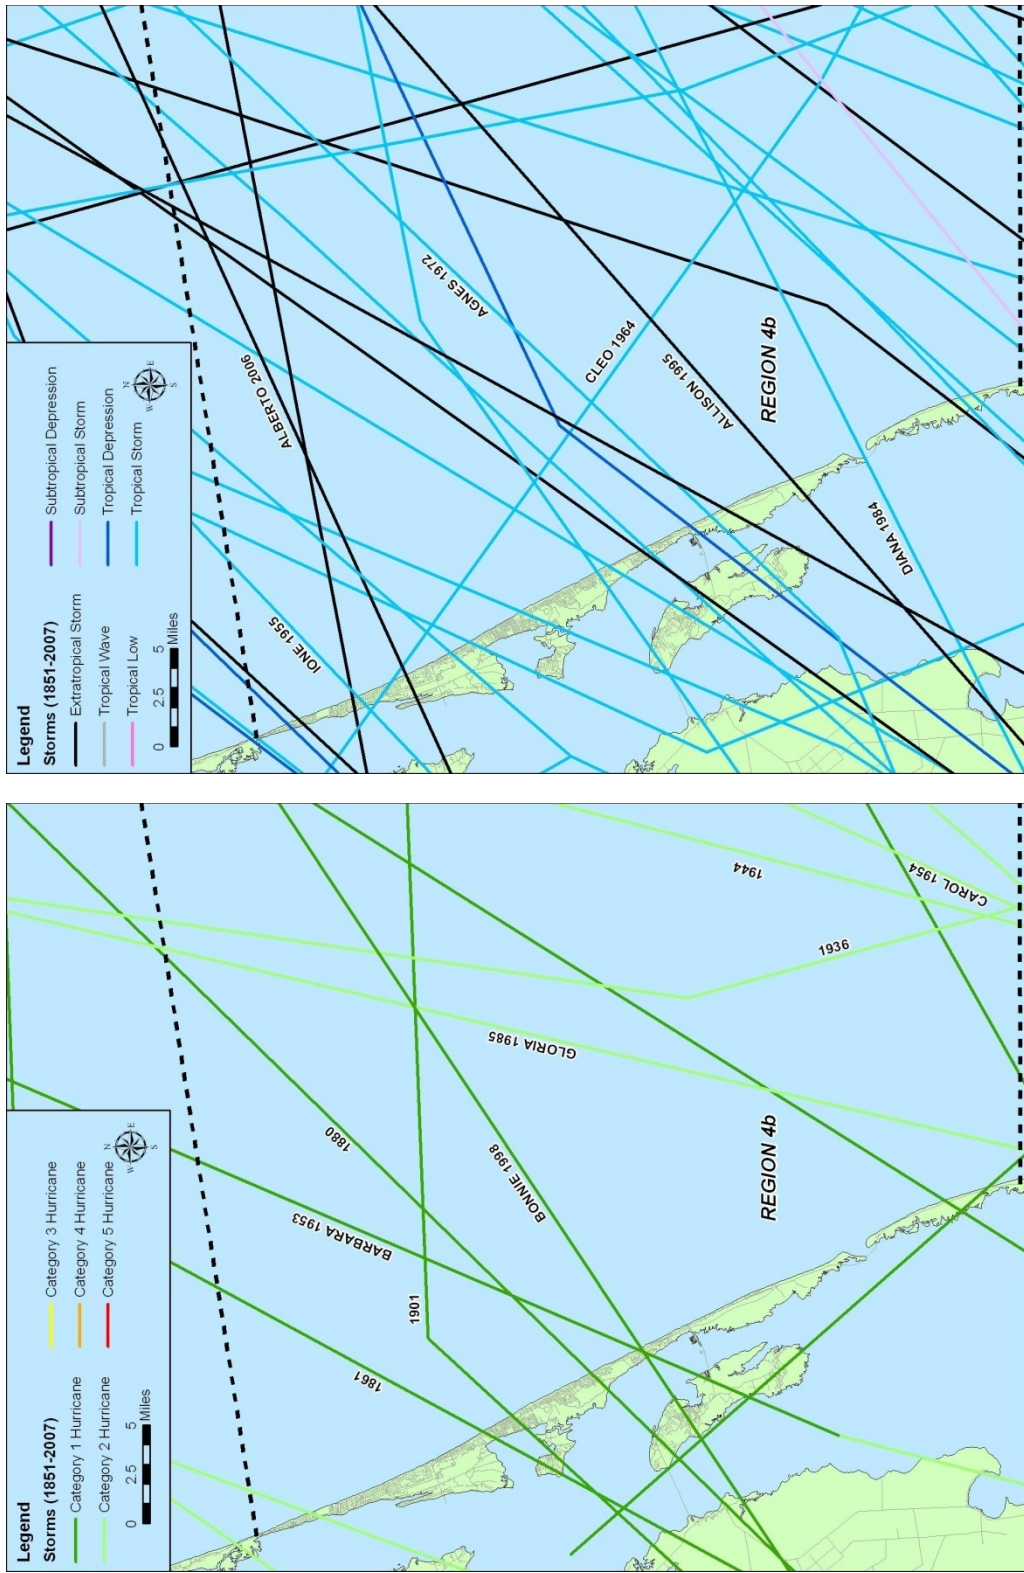 Legend
Storms (1851-2007)
Extratropical Storm
Tropical Wave
Tropical Low
Subtropical Depression
Subtropical Storm
Tropical Depression
Tropical Storm
0 2.5 5
Miles
N
W E
S
ALBERTO 2006
IONE 1955
AGNES 1972
CLEO 1964
ALLISON 1995
REGION 4b
DIANA 1984
Legend
Storms (1851-2007)
Category 1 Hurricane
Category 2 Hurricane
Category 3 Hurricane
Category 4 Hurricane
Category 5 Hurricane
0 2.5 5
Miles
N
W E
S
1880
BARBARA 1953
1861
1901
BONNIE 1998
GLORIA 1985
1944
1936
CAROL 1954
REGION 4b